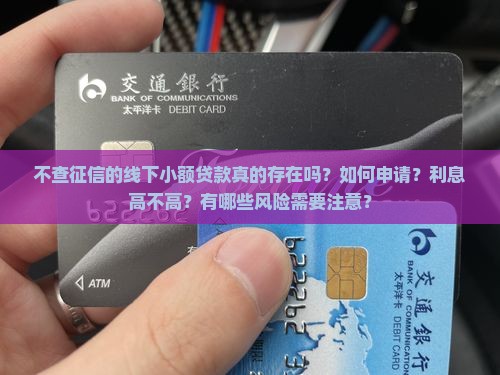 交通銀行
BANK OF COMMUNICATIONS
太平洋卡 DEBIT CARD
不查征信的线下小额贷款真的存在吗？如何申请？利息
高不高？有哪些风险需要注意？
622262
ATM
交通銀行
BANK OF COMMUNICATIONS
太平洋卡 DEBIT CARD